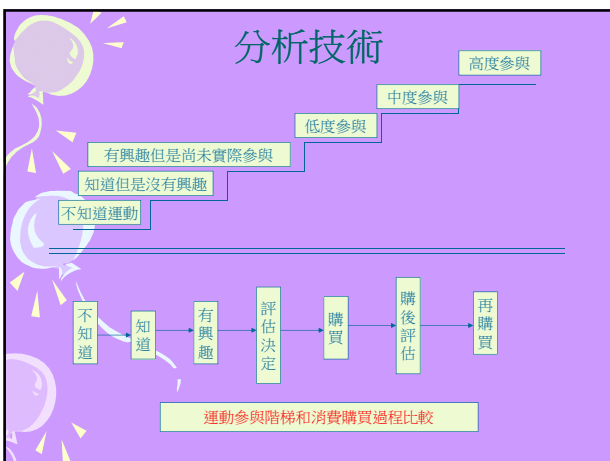 分析技術
高度參與
中度參與
低度參與
有興趣但是尚未實際參與
知道但是沒有興趣
不知道運動
不知道
知道
有興趣
評估決定
購買
購後評估
再購買
運動參與階梯和消費購買過程比較